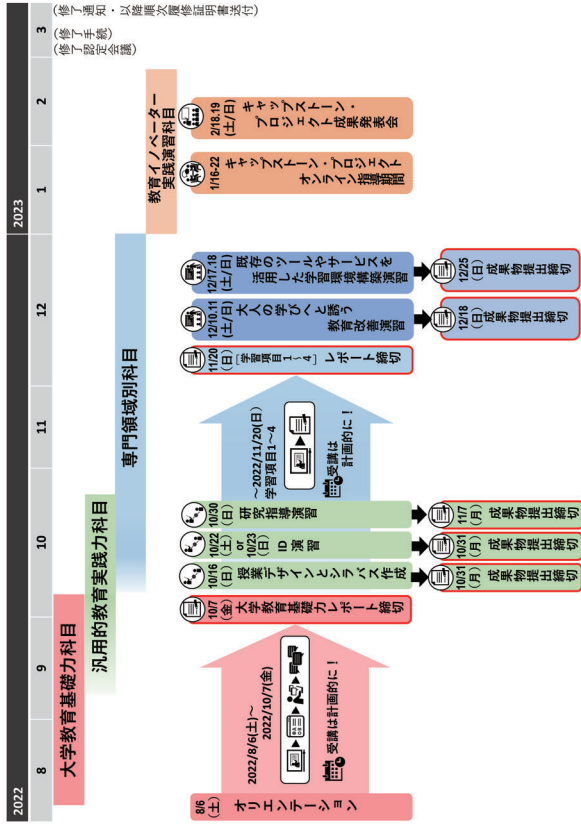 2022
2023
8
9
10
11
12
1
2
3
大学教育基礎力科目
汎用的教育実践力科目
専門領域別科目
教育イノベーター
実践演習科目
(修了認定会議)
(修了手続)
(修了通知・以降順次履修証明書送付)
8/6
(土)
オリエンテーション
2022/8/6(土)～
2022/10/7(金)
受講は計画的に！
10/7
(金)
大学教育基礎力レポート締切
10/16
(日)
授業デザインとシラバス作成
10/31
(月)
成果物提出締切
10/22
(土)
or
10/23
(日)
ID 演習
10/31
(月)
成果物提出締切
10/30
(日)
研究指導演習
11/7
(月)
成果物提出締切
～2022/11/20(日)
学習項目1～4
受講は
計画的に！
11/20
(日)
[学習項目1～4]
レポート締切
12/10.11
(土/日)
大人の学びへと誘う
教育改善演習
12/18
(日)
成果物提出締切
12/17.18
(土/日)
既存のツールやサービスを
活用した学習環境構築演習
12/25
(日)
成果物提出締切
1/16-22
キャップストーン・プロジェクト
オンライン指導期間
2/18.19
(土/日)
キャップストーン・
プロジェクト成果発表会